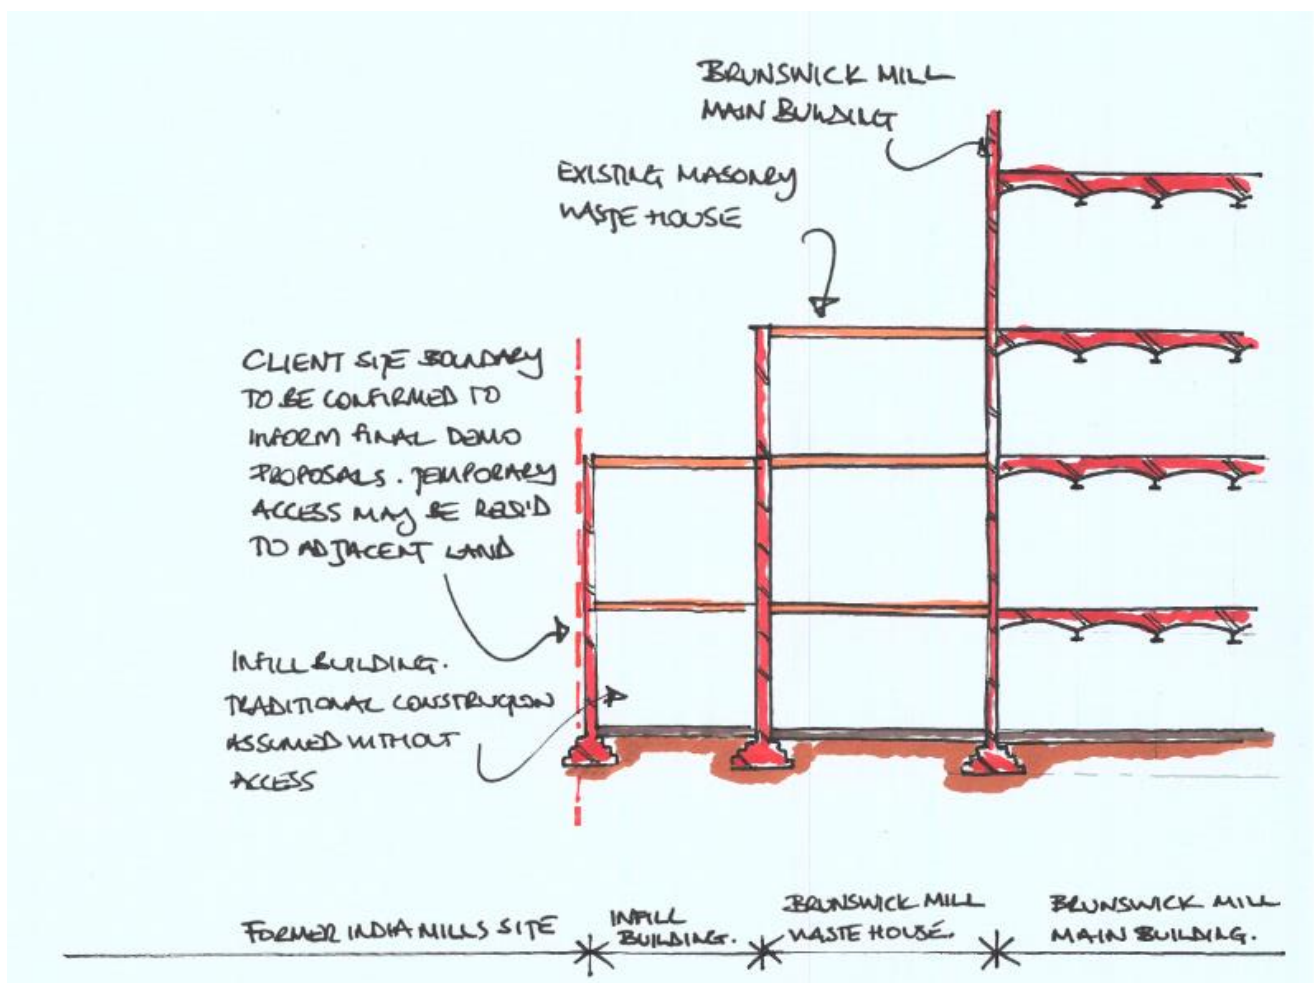 BRUNSWICK MILL
MAIN BUILDING
EXISTING MASONRY
WASTE HOUSE
CLIENT SITE BOUNDARY
TO BE CONFIRMED TO
INFORM FINAL DEMO
PROPOSALS. TEMPORARY
ACCESS MAY BE REQ'D
TO ADJACENT LAND
INFILL BUILDING.
TRADITIONAL CONSTRUCTION
ASSUMED WITHOUT
ACCESS
FORMER INDIA MILLS SITE
INFILL
BUILDING.
BRUNSWICK MILL
WASTE HOUSE.
BRUNSWICK MILL
MAIN BUILDING.